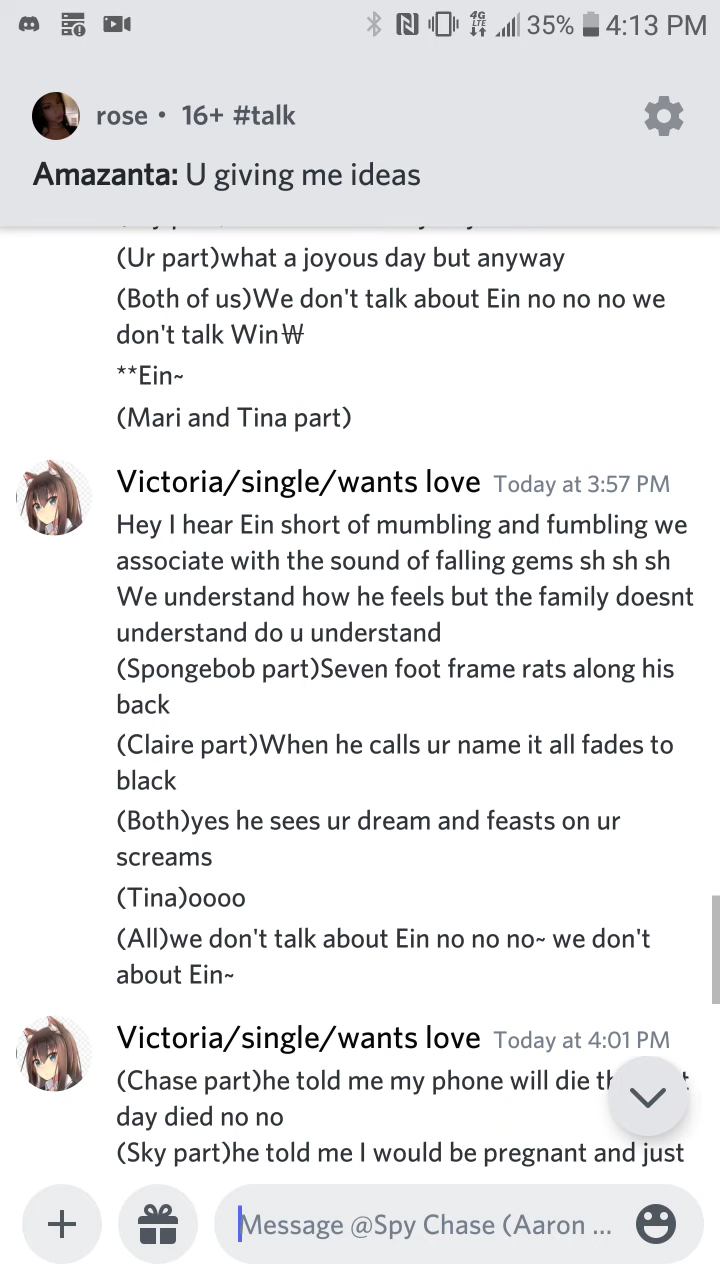 35% 4:13 PM
rose • 16+ #talk
Amazanta: U giving me ideas
(Ur part)what a joyous day but anyway
(Both of us)We don't talk about Ein no no no we
don't talk Win₩
**Ein~
(Mari and Tina part)
Victoria/single/wants love Today at 3:57 PM
Hey I hear Ein short of mumbling and fumbling we
associate with the sound of falling gems sh sh sh
We understand how he feels but the family doesnt
understand do u understand
(Spongebob part)Seven foot frame rats along his
back
(Claire part)When he calls ur name it all fades to
black
(Both)yes he sees ur dream and feasts on ur
screams
(Tina)oooo
(All)we don't talk about Ein no no no~ we don't
about Ein~
Victoria/single/wants love Today at 4:01 PM
(Chase part)he told me my phone will die
day died no no
(Sky part)he told me I would be pregnant and just
Message @Spy Chase (Aaron ...